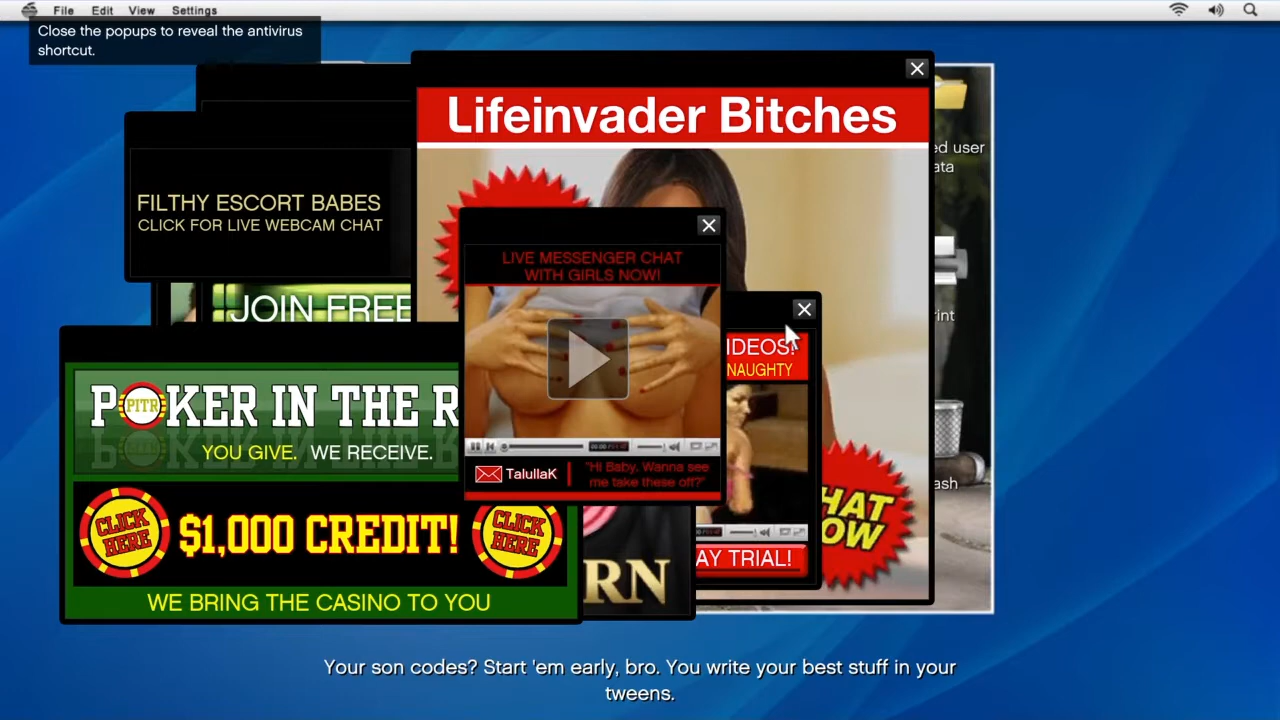 File Edit View Settings
Close the popups to reveal the antivirus
shortcut.
Lifeinvader Bitches
ed user
ata
FILTHY ESCORT BABES
CLICK FOR LIVE WEBCAM CHAT
LIVE MESSENGER CHAT
WITH GIRLS NOW!
JOIN FREE
int
IDEOS!
NAUGHTY
POKER IN THE R
PITR
YOU GIVE. WE RECEIVE.
TalullaK
"Hi Baby, Wanna see
me take these off?"
ash
HAT
OW
CLICK
HERE
$1,000 CREDIT!
CLICK
HERE
RN
AY TRIAL!
WE BRING THE CASINO TO YOU
Your son codes? Start 'em early, bro. You write your best stuff in your
tweens.